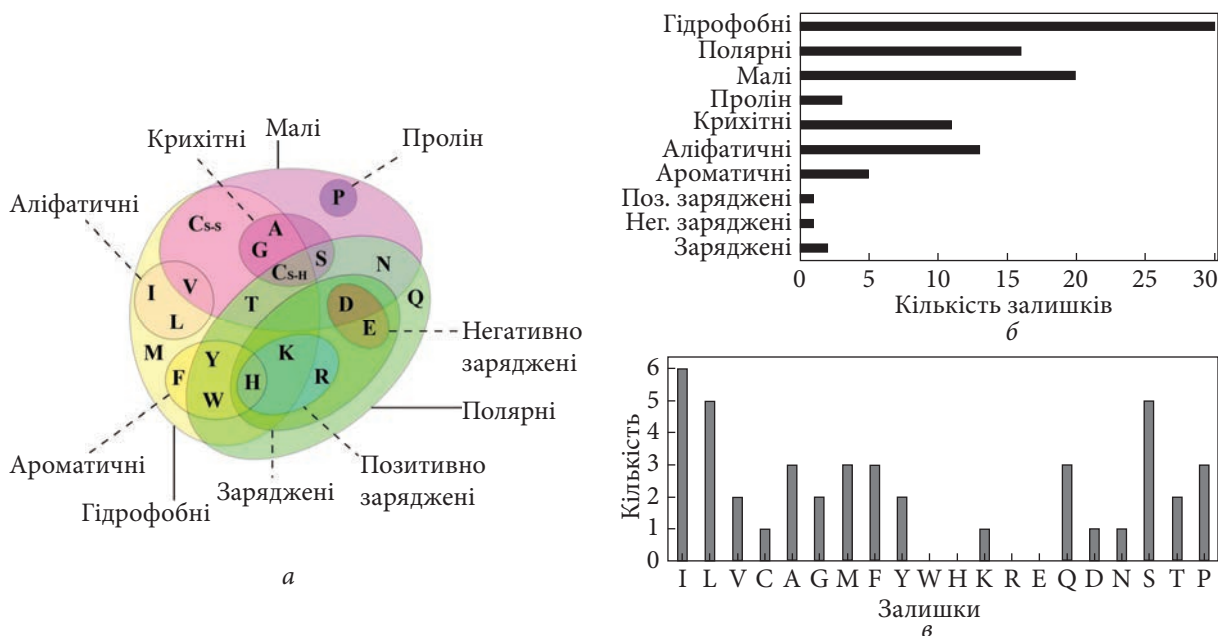 Малі
Крихітні
Пролін
Аліфатичні
P
C S-S
A
G
S
C S-H
N
Q
I
V
T
D
L
E
M
Y
K
F
H
R
W
Негативно
заряджені
Полярні
Ароматичні
Заряджені
Позитивно
заряджені
Гідрофобні
а
Гідрофобні
Полярні
Малі
Пролін
Крихітні
Аліфатичні
Ароматичні
Поз. заряджені
Нег. заряджені
Заряджені
0 5 10 15 20 25 30
Кількість залишків
б
Кількість
6
5
4
3
2
1
0
I L V C A G M F Y W H K R E Q D N S T P
Залишки
в